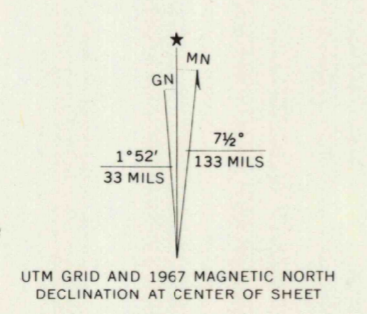 ★
MN
GN
7½°
133 MILS
1°52'
33 MILS
UTM GRID AND 1967 MAGNETIC NORTH
DECLINATION AT CENTER OF SHEET